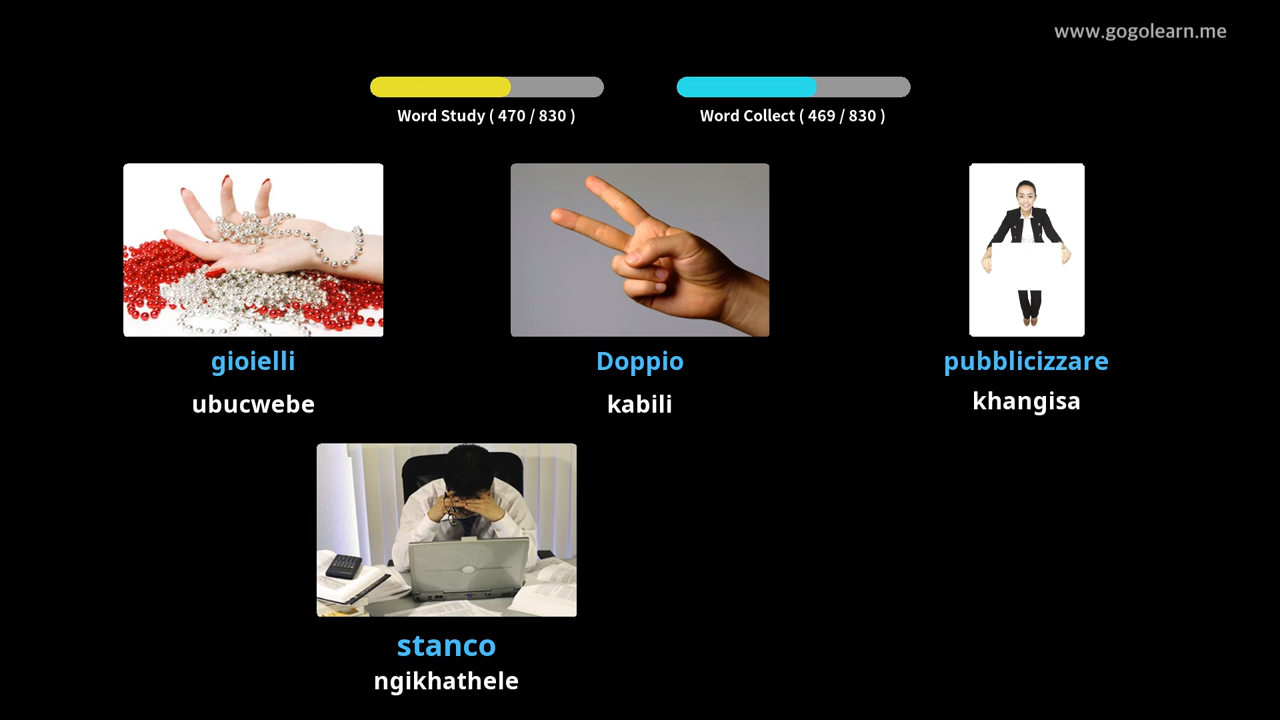 www.gogolearn.me
Word Study ( 470 / 830 )
Word Collect ( 469 / 830 )
gioielli
ubucwebe
Doppio
kabili
pubblicizzare
khangisa
stanco
ngikhathele